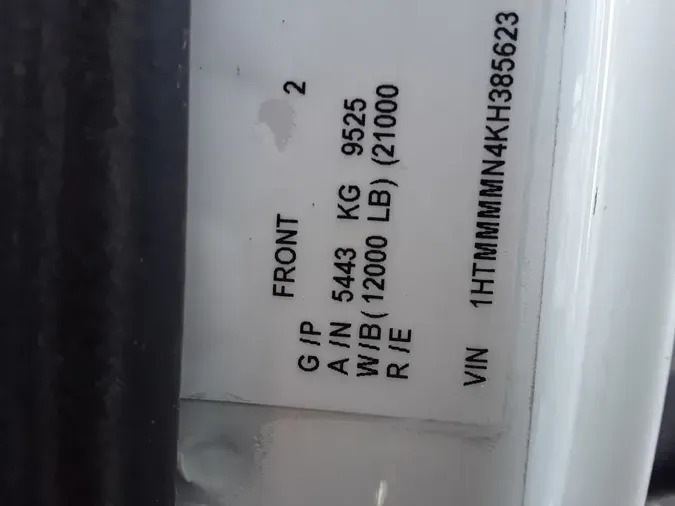 FRONT 2
G /P
A /N 5443 KG 9525
W/B( 12000 LB) (21000
R /E
VIN 1HTMMMMN4KH385623